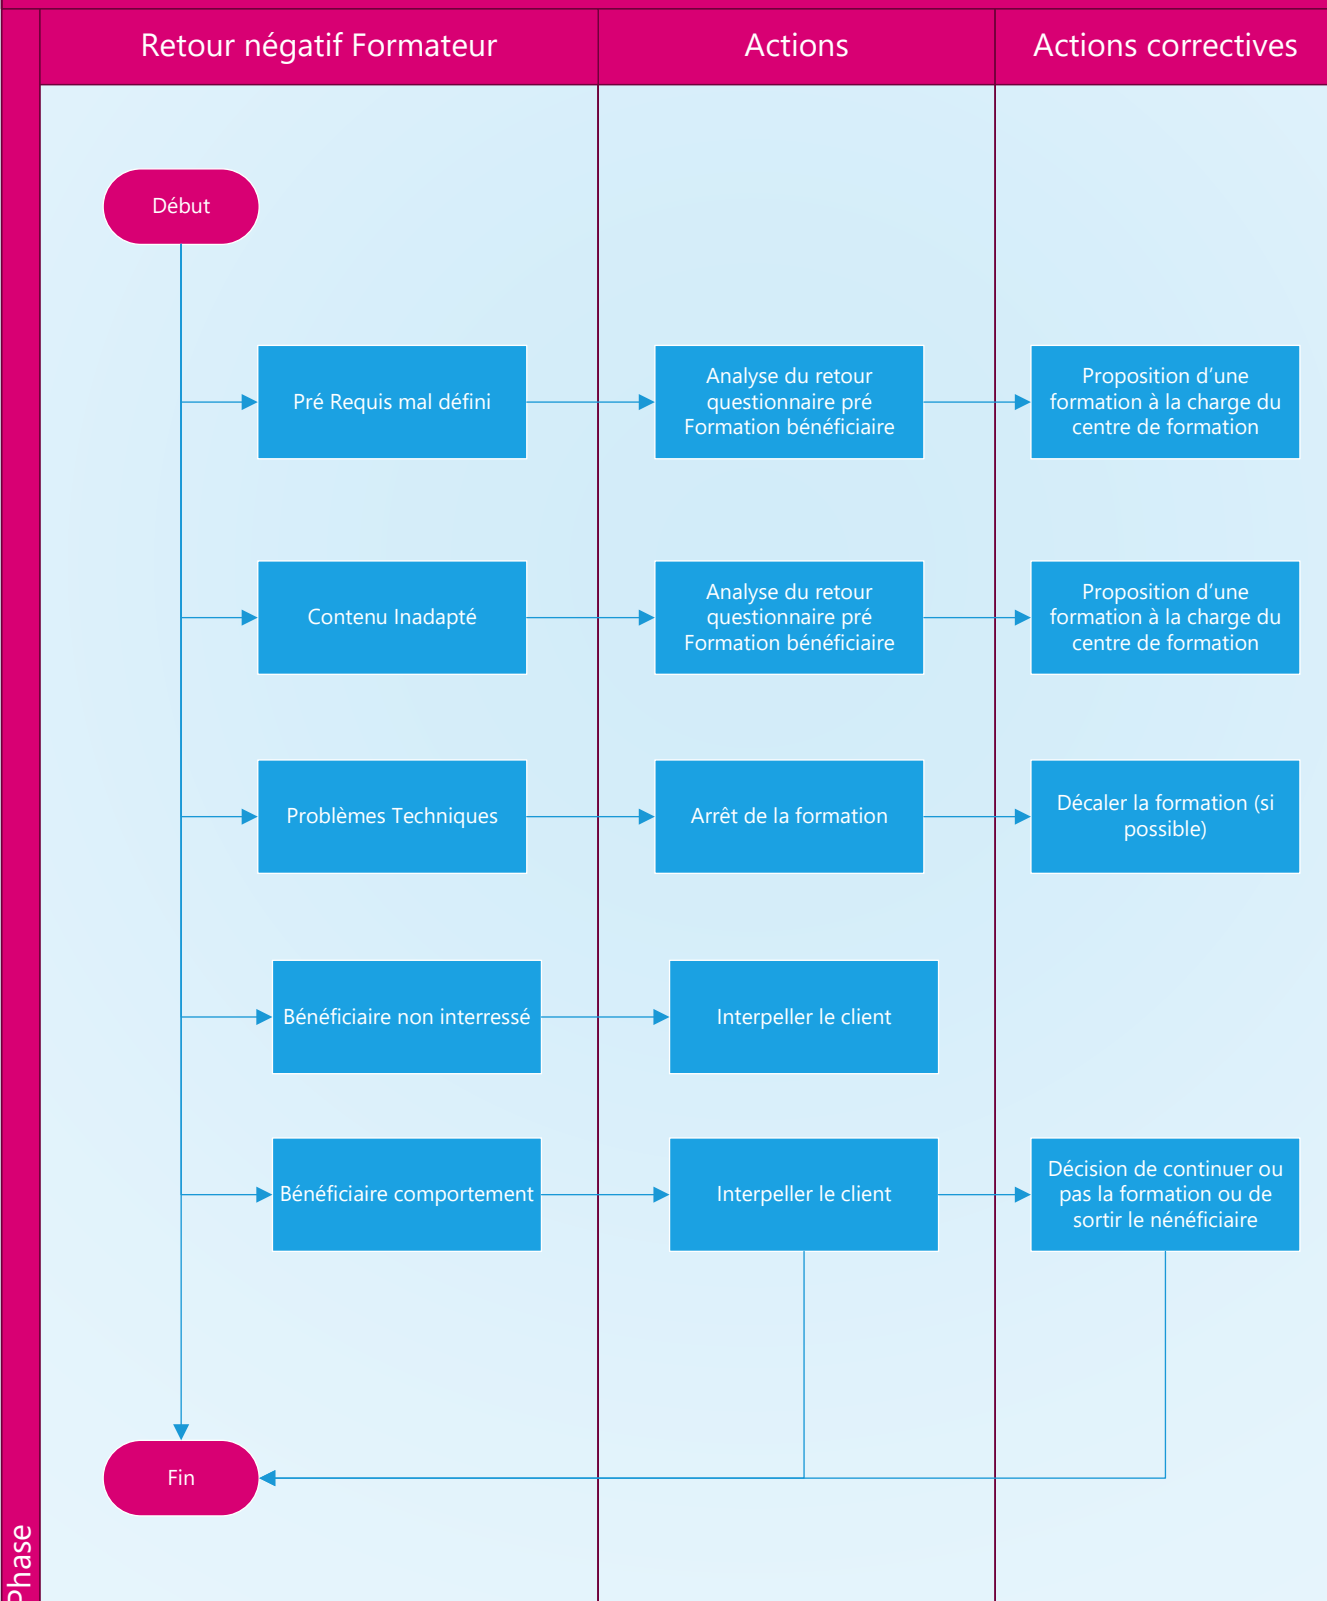 Retour négatif Formateur
Actions
Actions correctives
Début
Pré Requis mal défini
Analyse du retour
questionnaire pré
Formation bénéficiaire
Proposition d’une
formation à la charge du
centre de formation
Contenu Inadapté
Analyse du retour
questionnaire pré
Formation bénéficiaire
Proposition d’une
formation à la charge du
centre de formation
Problèmes Techniques
Arrêt de la formation
Décaler la formation (si
possible)
Bénéficiaire non interressé
Interpeller le client
Bénéficiaire comportement
Interpeller le client
Décision de continuer ou
pas la formation ou de
sortir le nénéficiaire
Fin
Phase